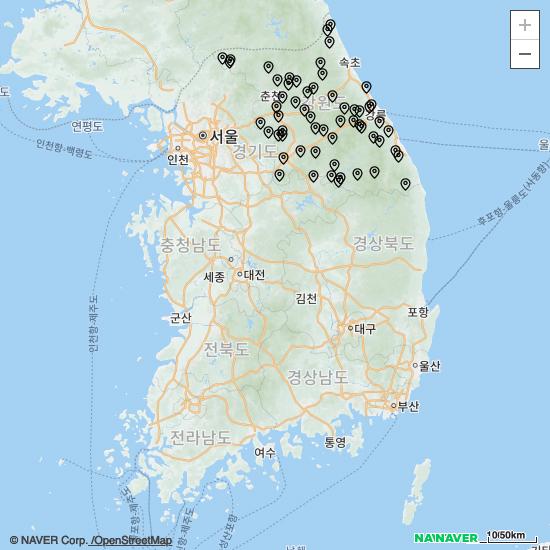 +
−
속초
춘천
강원도
강릉
연평도
서울
인천항-백령도
인천
경기도
울
후포항-울릉도(사동항)
충청남도
경상북도
세종
대전
김천
군산
포항
인천항-제주도
대구
전북도
울산
경상남도
부산
전라남도
통영
여수
© NAVER Corp. /OpenStreetMap
NAVER
10/50km